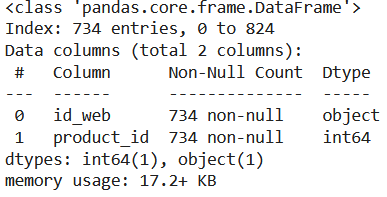 <class 'pandas.core.frame.DataFrame'>
Index: 734 entries, 0 to 824
Data columns (total 2 columns):
 #   Column      Non-Null Count  Dtype
---  ------      --------------  -----
 0   id_web      734 non-null    object
 1   product_id  734 non-null    int64
dtypes: int64(1), object(1)
memory usage: 17.2+ KB